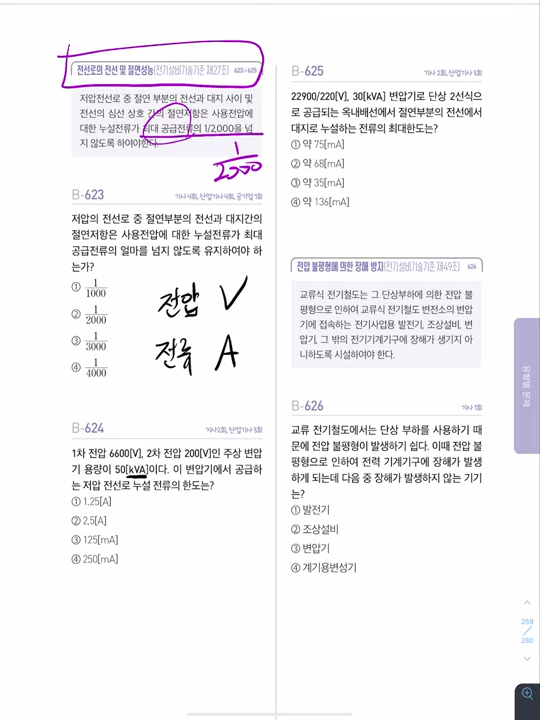 전선로의 전선 및 절연성능(전기설비기술기준 제27조) 623~625
저압전선로 중 절연 부분의 전선과 대지 사이 및
전선의 심선 상호 간의 절연저항은 사용전압에
대한 누설전류가 최대 공급전류의 1/2,000을 넘
지 않도록 하여야한다.
1/2000
B-623
기사 4회, 산업기사 4회, 공기업 1회
저압의 전선로 중 절연부분의 전선과 대지간의
절연저항은 사용전압에 대한 누설전류가 최대
공급전류의 얼마를 넘지 않도록 유지하여야 하
는가?
① 1/1000
② 1/2000
③ 1/3000
④ 1/4000
전압 V
전류 A
B-624
기사2회, 산업기사 5회
1차 전압 6600[V], 2차 전압 200[V]인 주상 변압
기 용량이 50[kVA]이다. 이 변압기에서 공급하
는 저압 전선로 누설 전류의 한도는?
① 1.25[A]
② 2.5[A]
③ 125[mA]
④ 250[mA]
B-625
기사 2회, 산업기사 3회
22900/220[V], 30[kVA] 변압기로 단상 2선식으
로 공급되는 옥내배선에서 절연부분의 전선에서
대지로 누설하는 전류의 최대한도는?
① 약 75[mA]
② 약 68[mA]
③ 약 35[mA]
④ 약 136[mA]
전압 불평형에 의한 장해 방지(전기설비기술기준 제49조) 626
교류식 전기철도는 그 단상부하에 의한 전압 불
평형으로 인하여 교류식 전기철도 변전소의 변압
기에 접속하는 전기사업용 발전기, 조상설비, 변
압기, 그 밖의 전기기계기구에 장해가 생기지 아
니하도록 시설하여야 한다.
B-626
기사 1회
교류 전기철도에서는 단상 부하를 사용하기 때
문에 전압 불평형이 발생하기 쉽다. 이때 전압 불
평형으로 인하여 전력 기계기구에 장해가 발생
하게 되는데 다음 중 장해가 발생하지 않는 기기
는?
① 발전기
② 조상설비
③ 변압기
④ 계기용변성기
유형별 문제
259
/
280